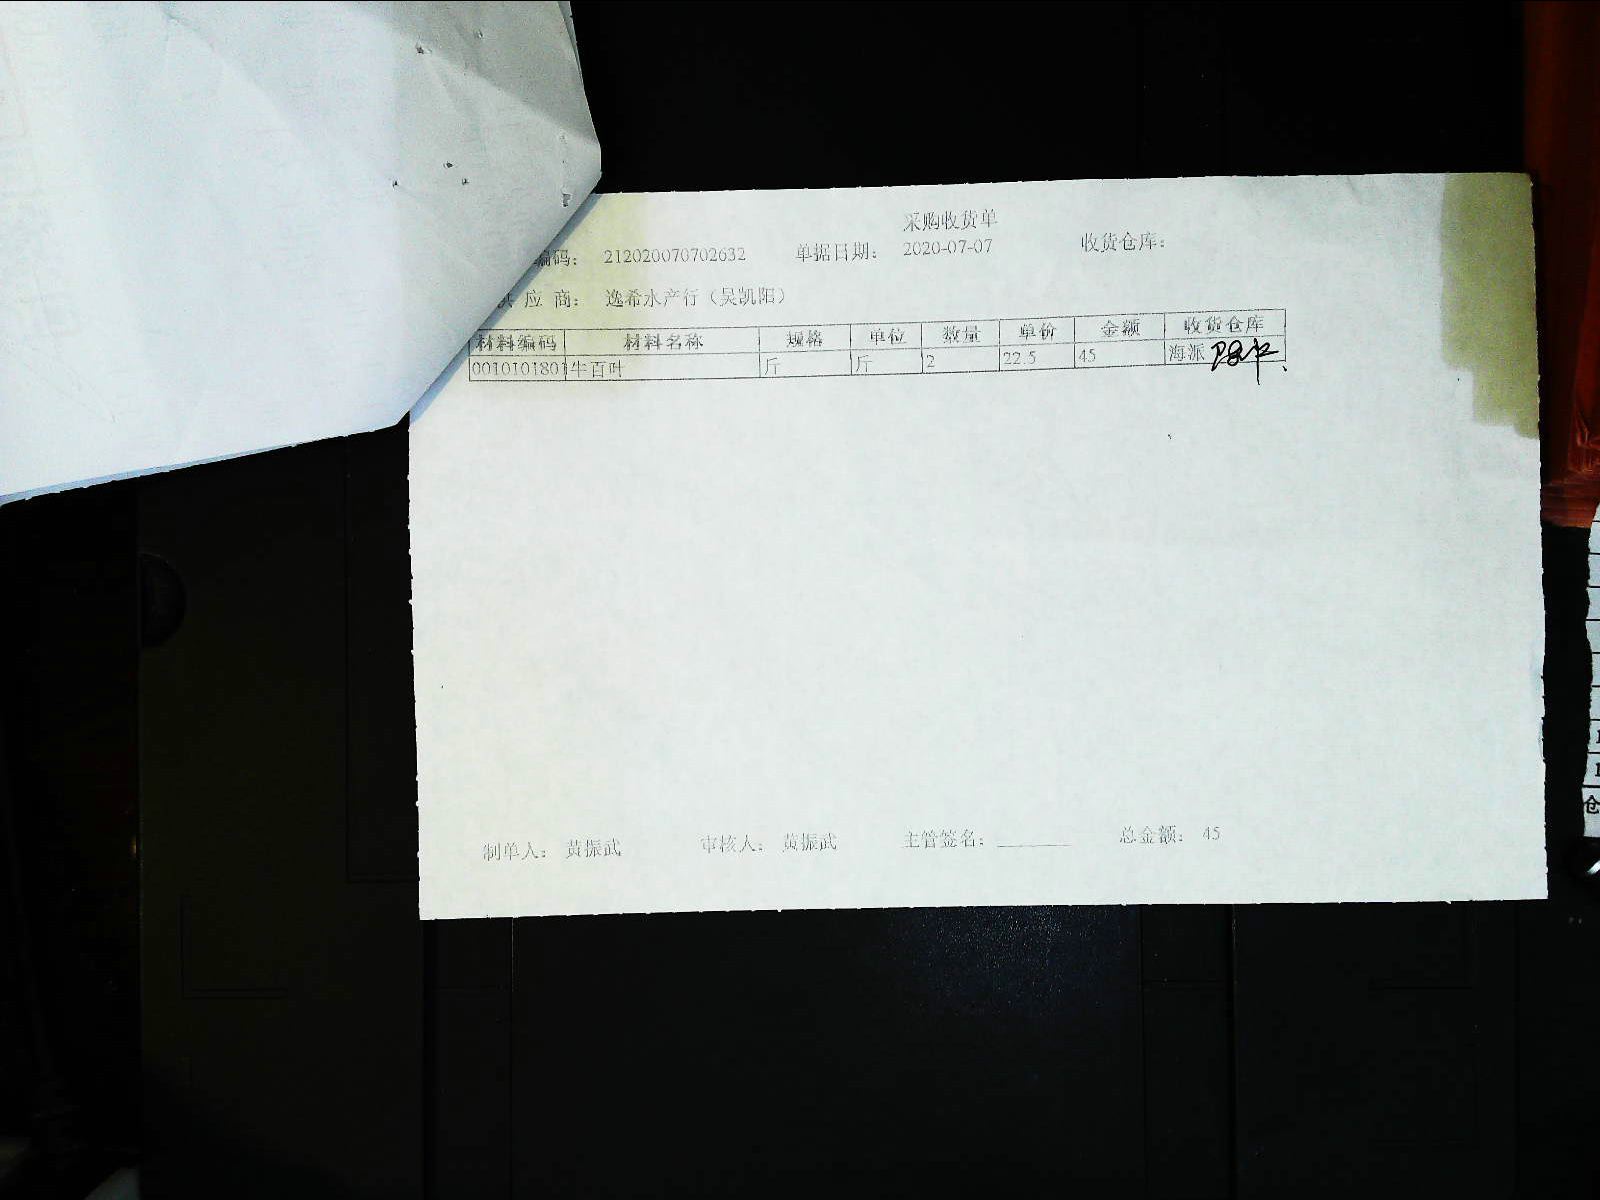 采购收货单
编码： 212020070702632 单据日期： 2020-07-07 收货仓库：
供 应 商： 逸希水产行（吴凯阳）
材料编码 材料名称 规格 单位 数量 单价 金额 收货仓库
0010101801 牛百叶 斤 斤 2 22.5 45 海派
制单人： 黄振武 审核人： 黄振武 主管签名： 总金额： 45
仓